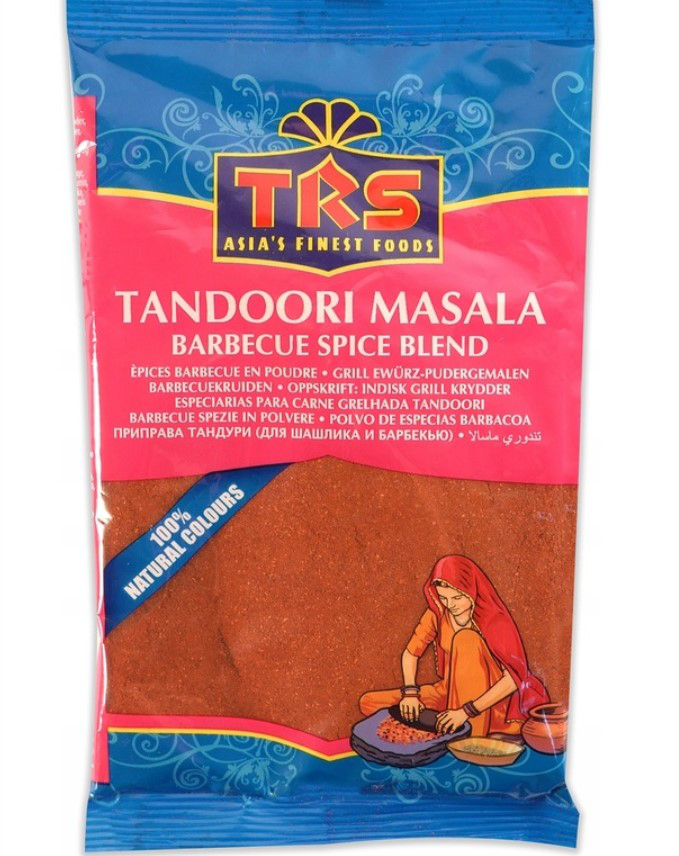 TRS
ASIA'S FINEST FOODS
TANDOORI MASALA
BARBECUE SPICE BLEND
ÈPICES BARBECUE EN POUDRE • GRILL EWÜRZ-PUDERGEMALEN
BARBECUEKRUIDEN • OPPSKRIFT: INDISK GRILL KRYDDER
ESPECIARIAS PARA CARNE GRELHADA TANDOORI
BARBECUE SPEZIE IN POLVERE • POLVO DE ESPECIAS BARBACOA
ПРИПРАВА ТАНДУРИ (ДЛЯ ШАШЛИКА И БАРБЕКЬЮ) • تندوري ماسالا
100%
NATURAL COLOURS